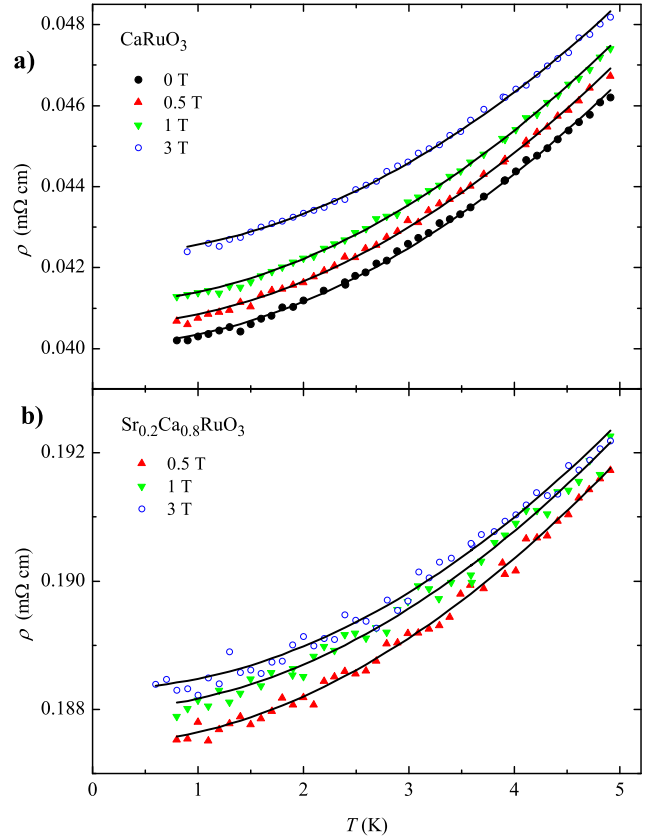 a)
CaRuO₃
0 T
0.5 T
1 T
3 T
0.048
0.046
0.044
0.042
0.040
ρ (mΩ cm)
b)
Sr₀.₂Ca₀.₈RuO₃
0.5 T
1 T
3 T
0.192
0.190
0.188
ρ (mΩ cm)
0 1 2 3 4 5
T (K)